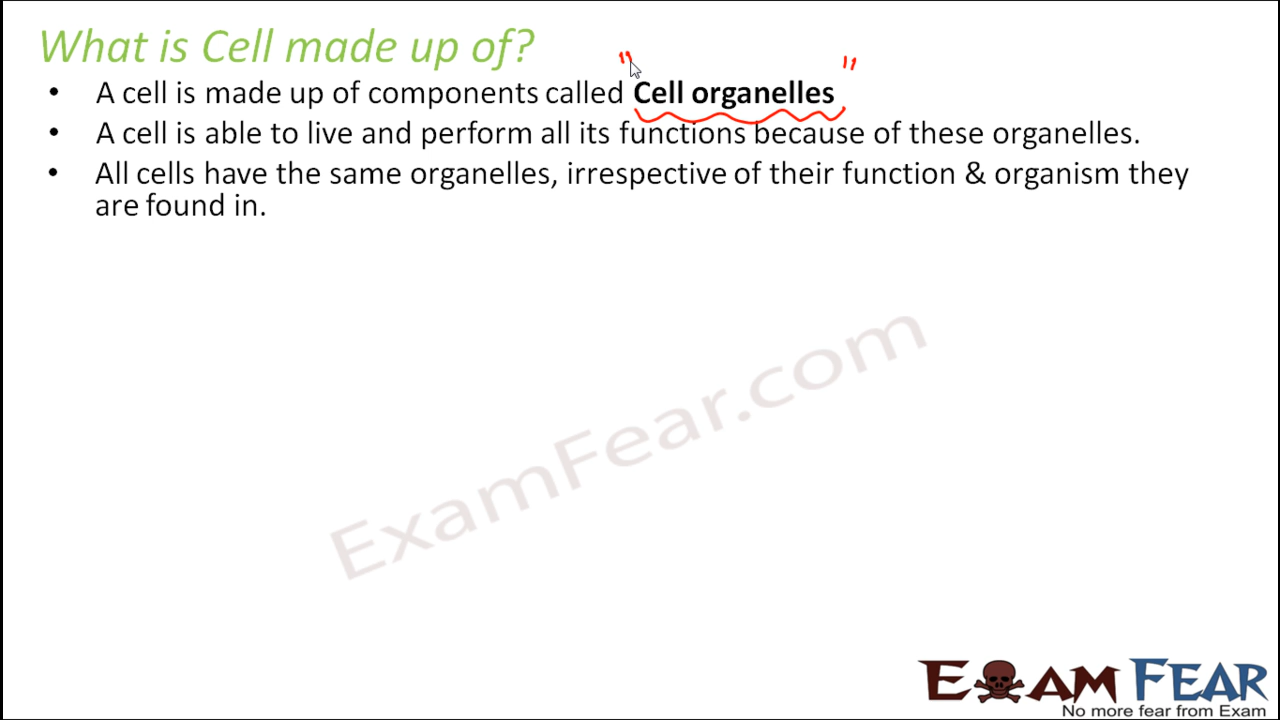 What is Cell made up of?
" "
• A cell is made up of components called Cell organelles
• A cell is able to live and perform all its functions because of these organelles.
• All cells have the same organelles, irrespective of their function & organism they
are found in.
ExamFear.com
EXAM FEAR
No more fear from Exam